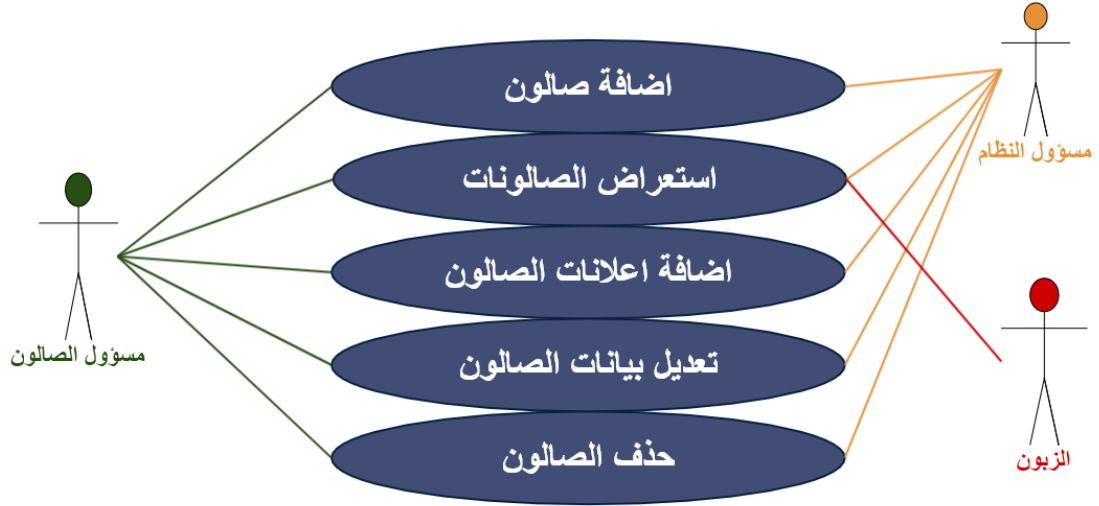 اضافة صالون
مسؤول النظام
استعراض الصالونات
اضافة اعلانات الصالون
مسؤول الصالون
تعديل بيانات الصالون
حذف الصالون
الزبون